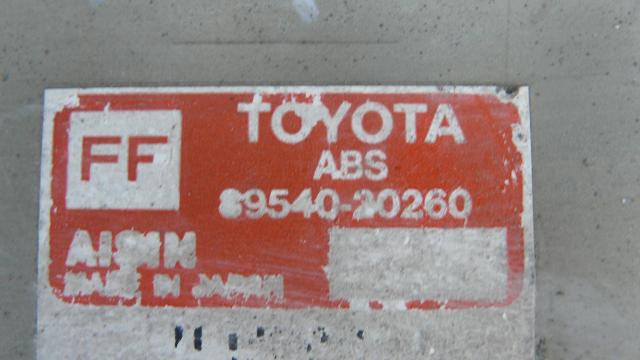 FF
TOYOTA
ABS
89540-20260
AISIN
MADE IN JAPAN